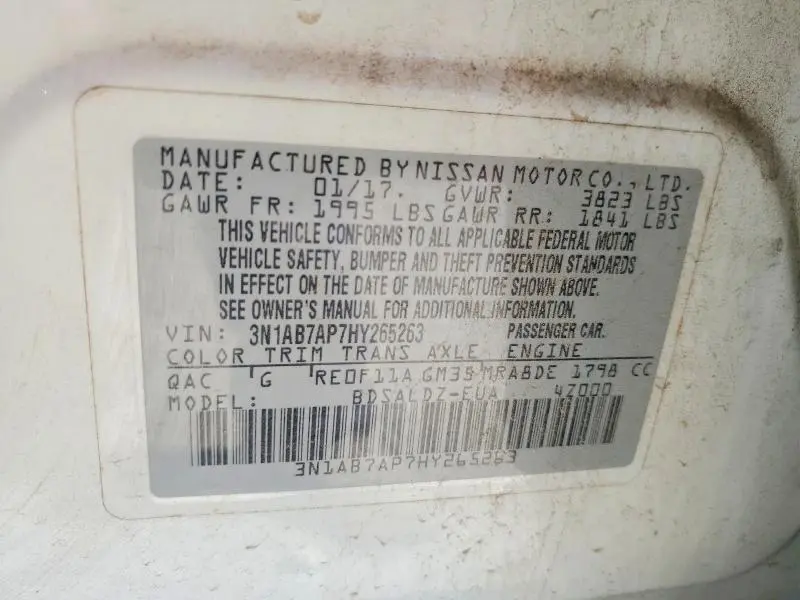 MANUFACTURED BY NISSAN MOTOR CO., LTD.
DATE: 01/17. GVWR: 3823 LBS
GAWR FR: 1995 LBS GAWR RR: 1841 LBS
THIS VEHICLE CONFORMS TO ALL APPLICABLE FEDERAL MOTOR
VEHICLE SAFETY, BUMPER AND THEFT PREVENTION STANDARDS
IN EFFECT ON THE DATE OF MANUFACTURE SHOWN ABOVE.
SEE OWNER'S MANUAL FOR ADDITIONAL INFORMATION.
VIN: 3N1AB7AP7HY265263 PASSENGER CAR.
COLOR TRIM TRANS AXLE ENGINE
QAC G RE0F11A GM38 MRA8DE 1798 CC
MODEL: BDSALDZ-EUA 4Z000
3N1AB7AP7HY265263